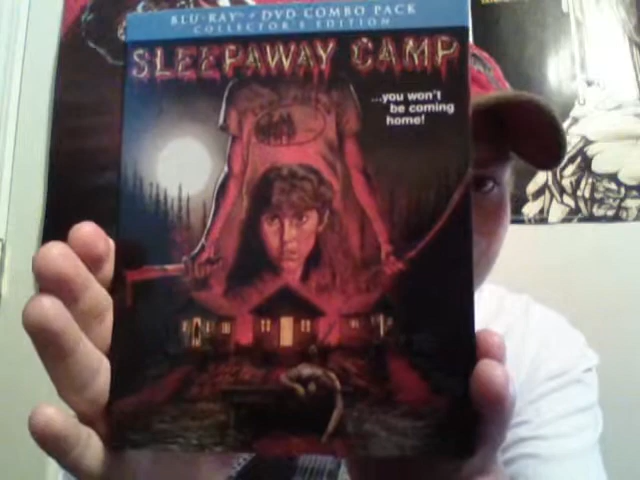 BLU-RAY + DVD COMBO PACK
COLLECTOR'S EDITION
SLEEPAWAY CAMP
...you won't
be coming
home!